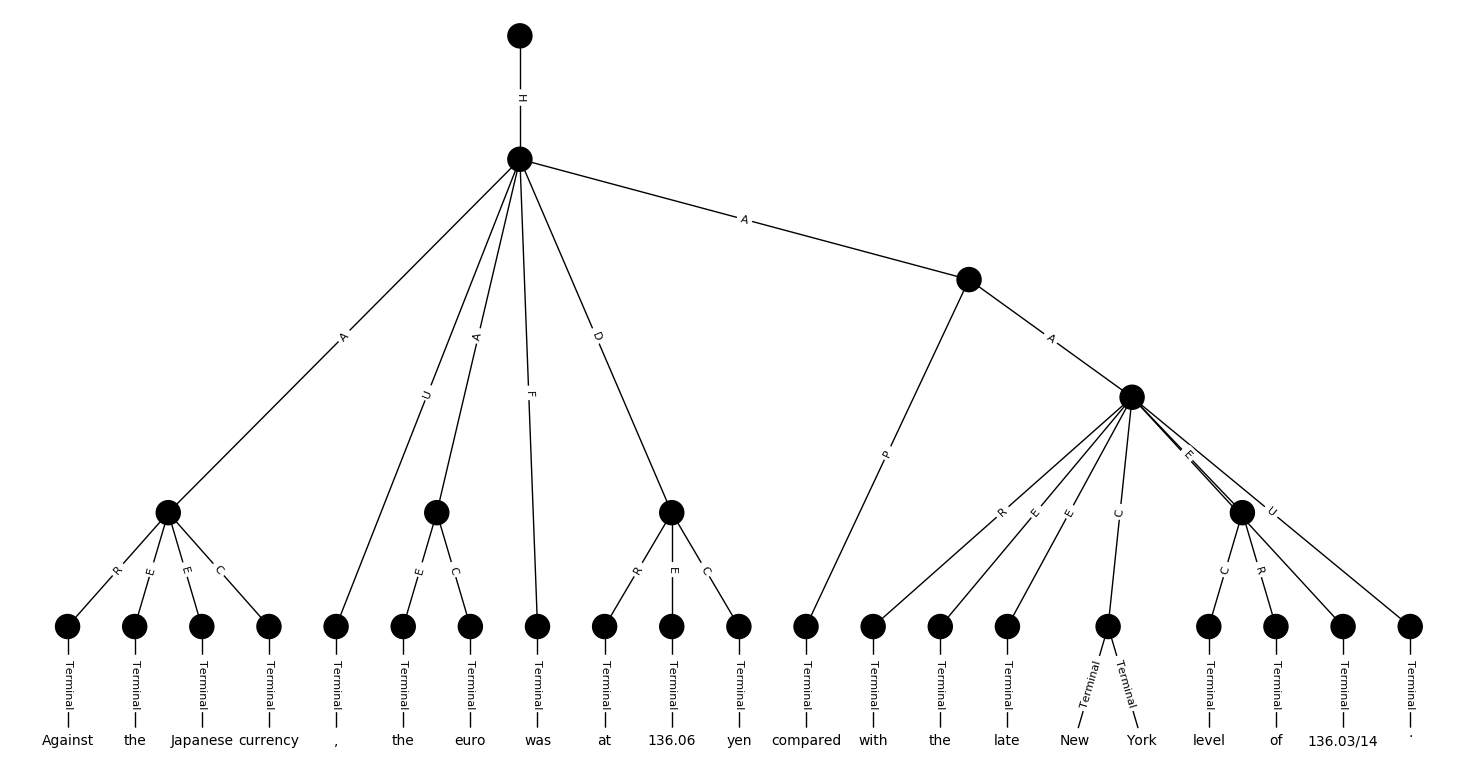 H
A
A
A
U
F
D
A
P
R
E
E
C
E
U
R
E
E
C
E
C
R
E
C
C
R
Terminal Terminal Terminal Terminal Terminal Terminal Terminal Terminal Terminal Terminal Terminal Terminal Terminal Terminal Terminal Terminal Terminal Terminal Terminal Terminal Terminal
Against the Japanese currency , the euro was at 136.06 yen compared with the late New York level of 136.03/14 .